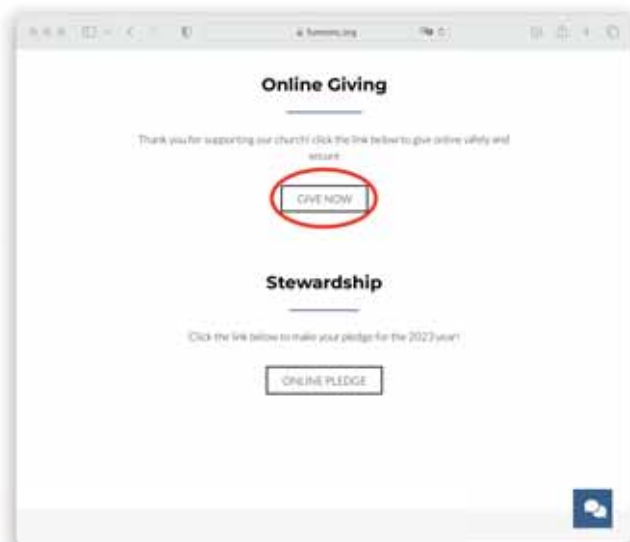 Online Giving
Thank you for supporting our church! click the link below to give online safely and
secure
GIVE NOW
Stewardship
Click the link below to make your pledge for the 2023 year!
ONLINE PLEDGE